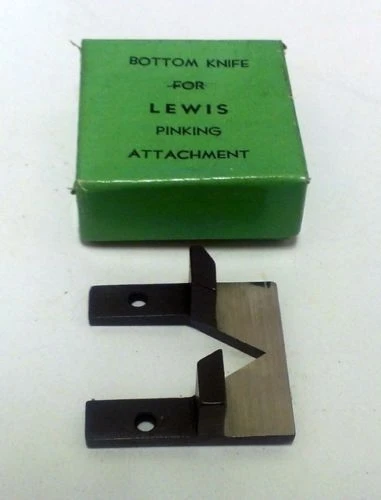 BOTTOM KNIFE
FOR
LEWIS
PINKING
ATTACHMENT